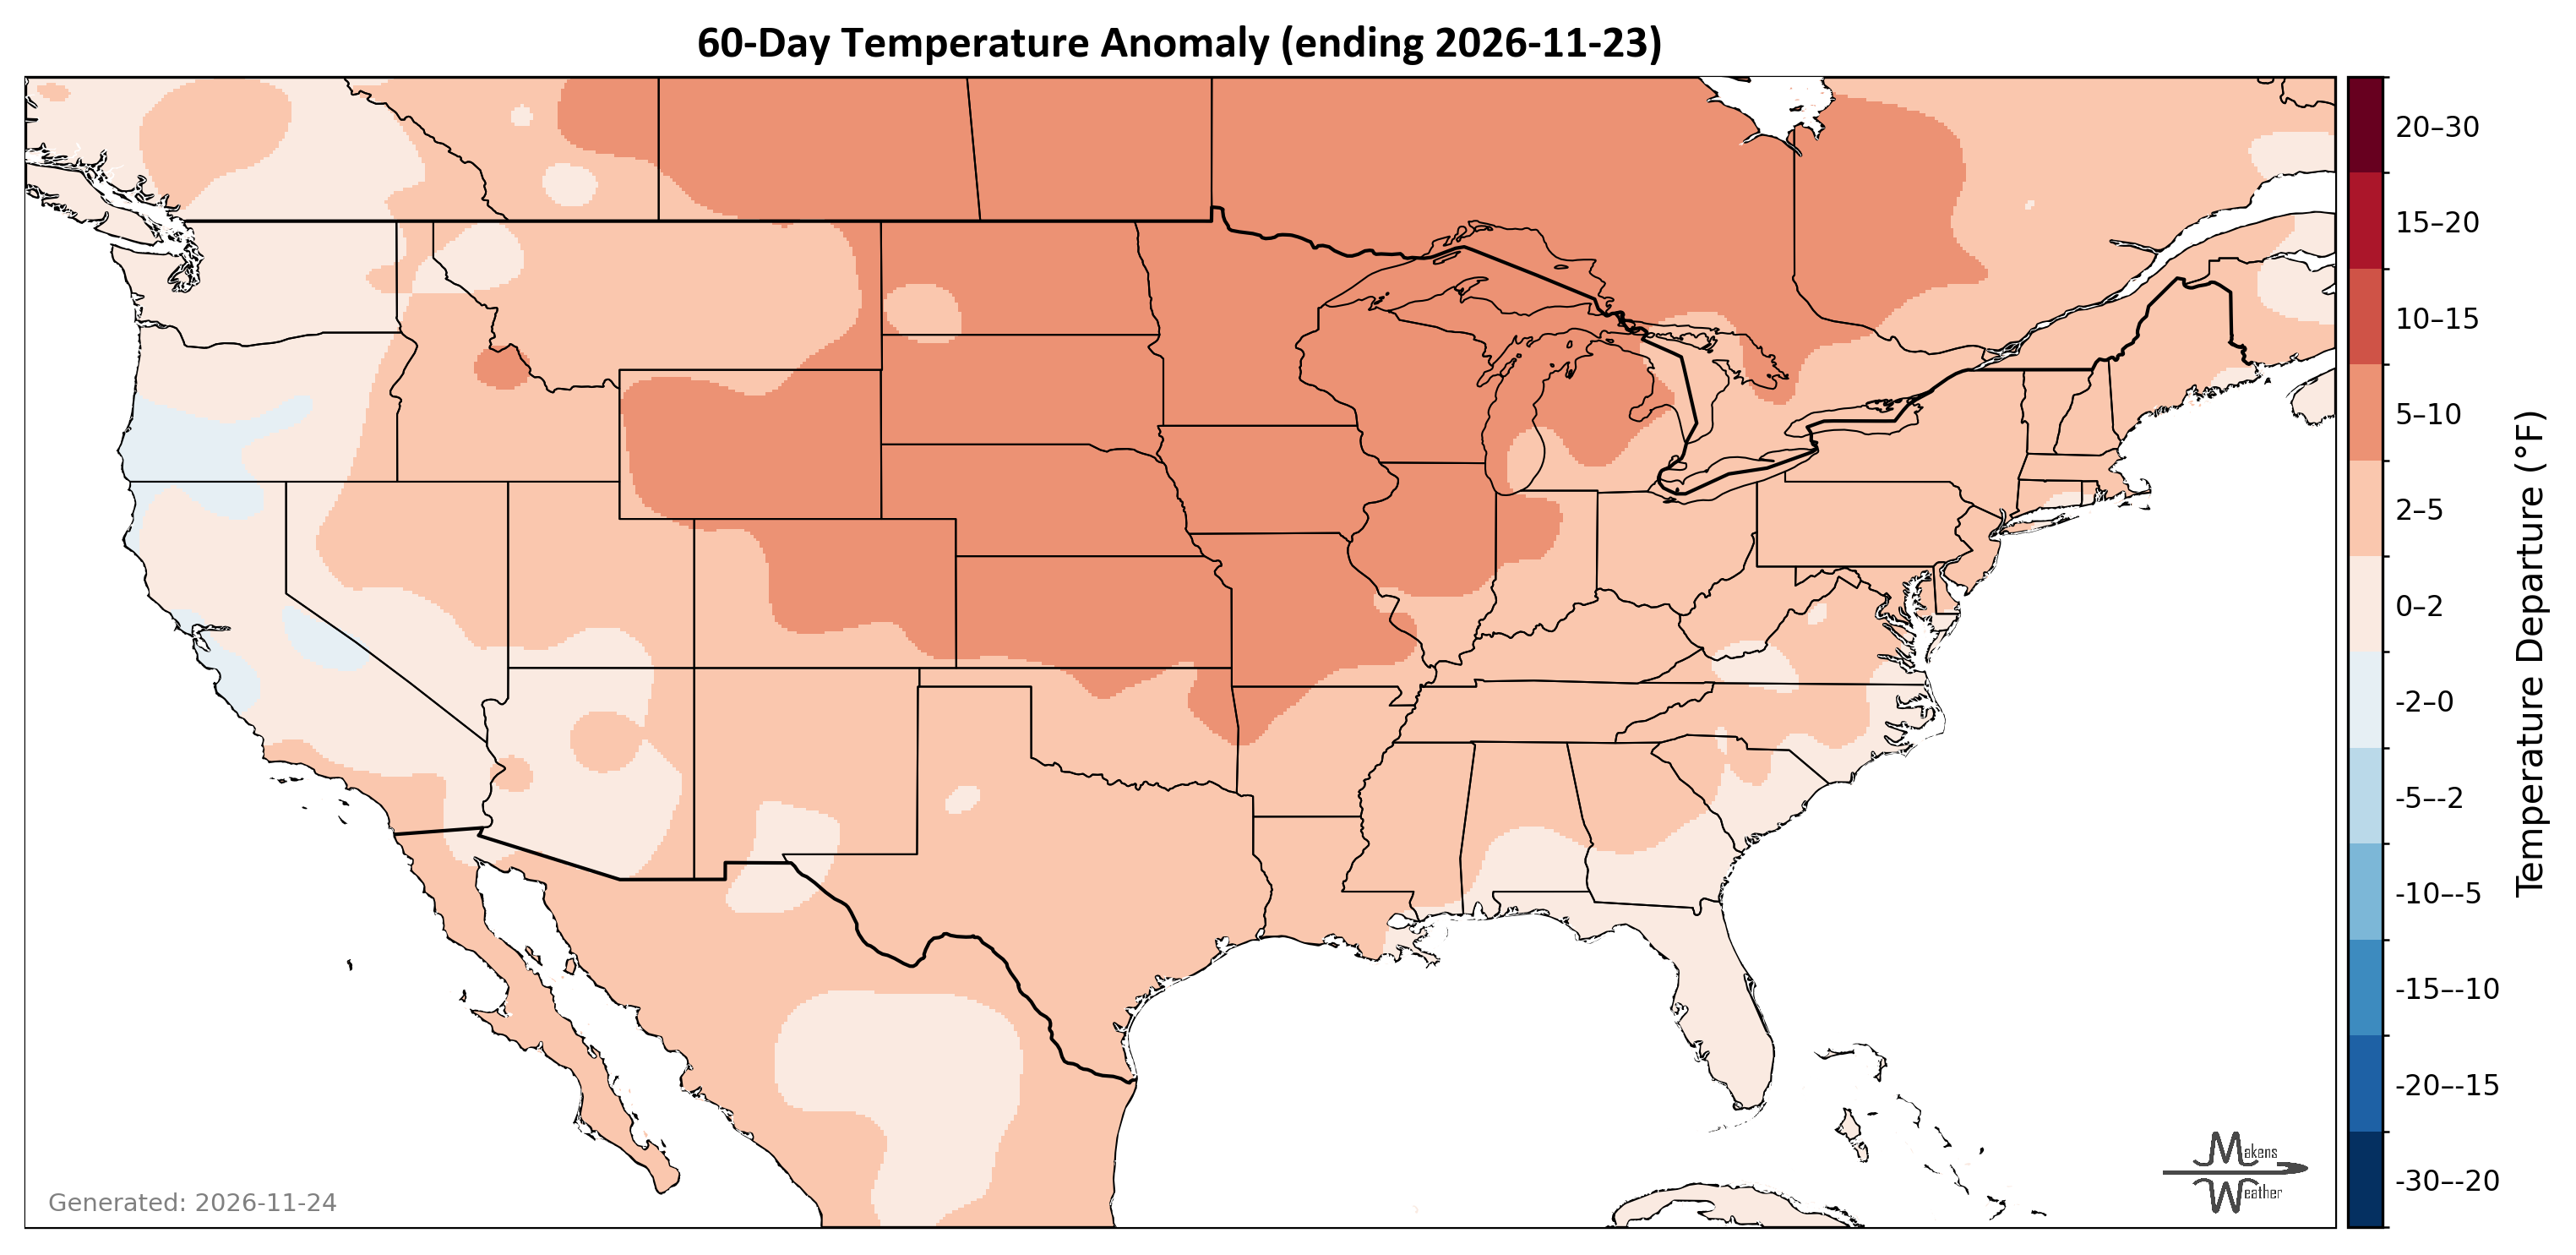 60-Day Temperature Anomaly (ending 2026-11-23)
20–30
15–20
10–15
5–10
2–5
0–2
-2–0
-5–-2
-10–-5
-15–-10
-20–-15
-30–-20
Temperature Departure (°F)
Generated: 2026-11-24
Makens
Weather